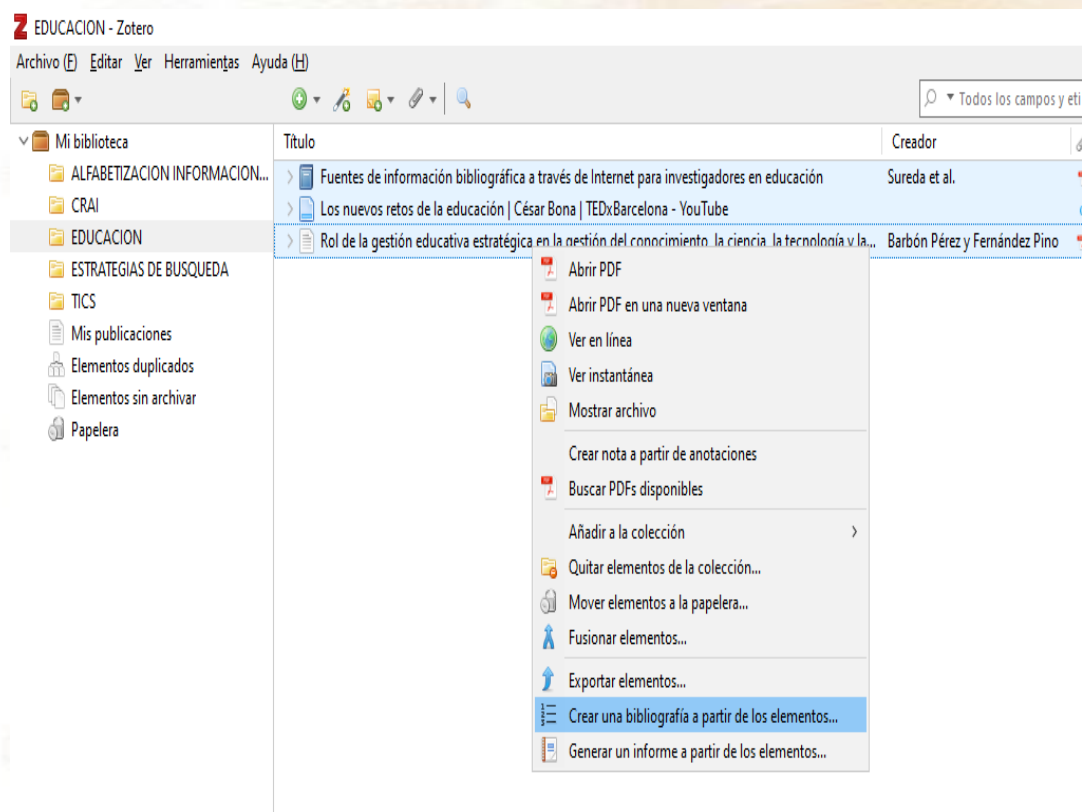 EDUCACION - Zotero
Archivo (F) Editar Ver Herramientas Ayuda (H)
Todos los campos y eti
Mi biblioteca
ALFABETIZACION INFORMACION...
CRAI
EDUCACION
ESTRATEGIAS DE BUSQUEDA
TICS
Mis publicaciones
Elementos duplicados
Elementos sin archivar
Papelera
Título Creador
Fuentes de información bibliográfica a través de Internet para investigadores en educación Sureda et al.
Los nuevos retos de la educación | César Bona | TEDxBarcelona - YouTube
Rol de la gestión educativa estratégica en la gestión del conocimiento, la ciencia, la tecnología y la... Barbón Pérez y Fernández Pino
Abrir PDF
Abrir PDF en una nueva ventana
Ver en línea
Ver instantánea
Mostrar archivo
Crear nota a partir de anotaciones
Buscar PDFs disponibles
Añadir a la colección
Quitar elementos de la colección...
Mover elementos a la papelera...
Fusionar elementos...
Exportar elementos...
Crear una bibliografía a partir de los elementos...
Generar un informe a partir de los elementos...